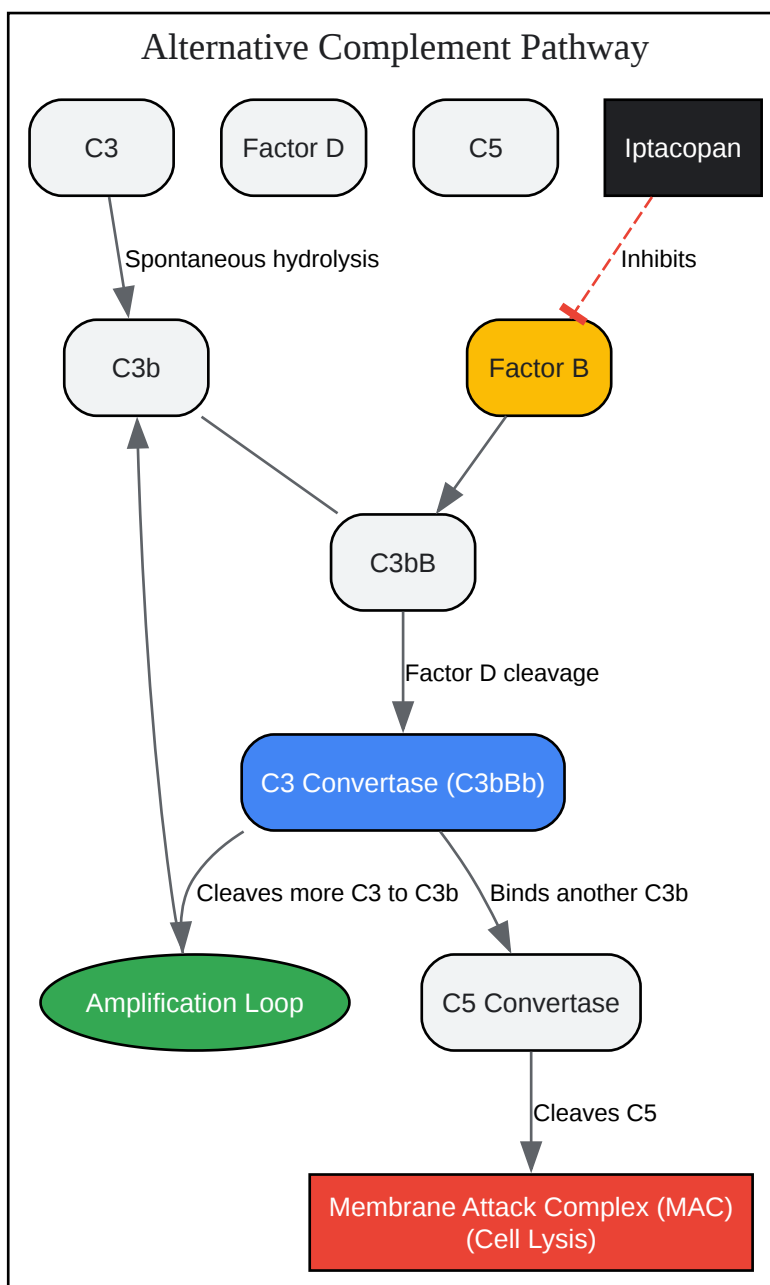 Alternative Complement Pathway
C3
Factor D
C5
Iptacopan
Spontaneous hydrolysis
Inhibits
C3b
Factor B
C3bB
Factor D cleavage
C3 Convertase (C3bBb)
Cleaves more C3 to C3b
Binds another C3b
Amplification Loop
C5 Convertase
Cleaves C5
Membrane Attack Complex (MAC)
(Cell Lysis)